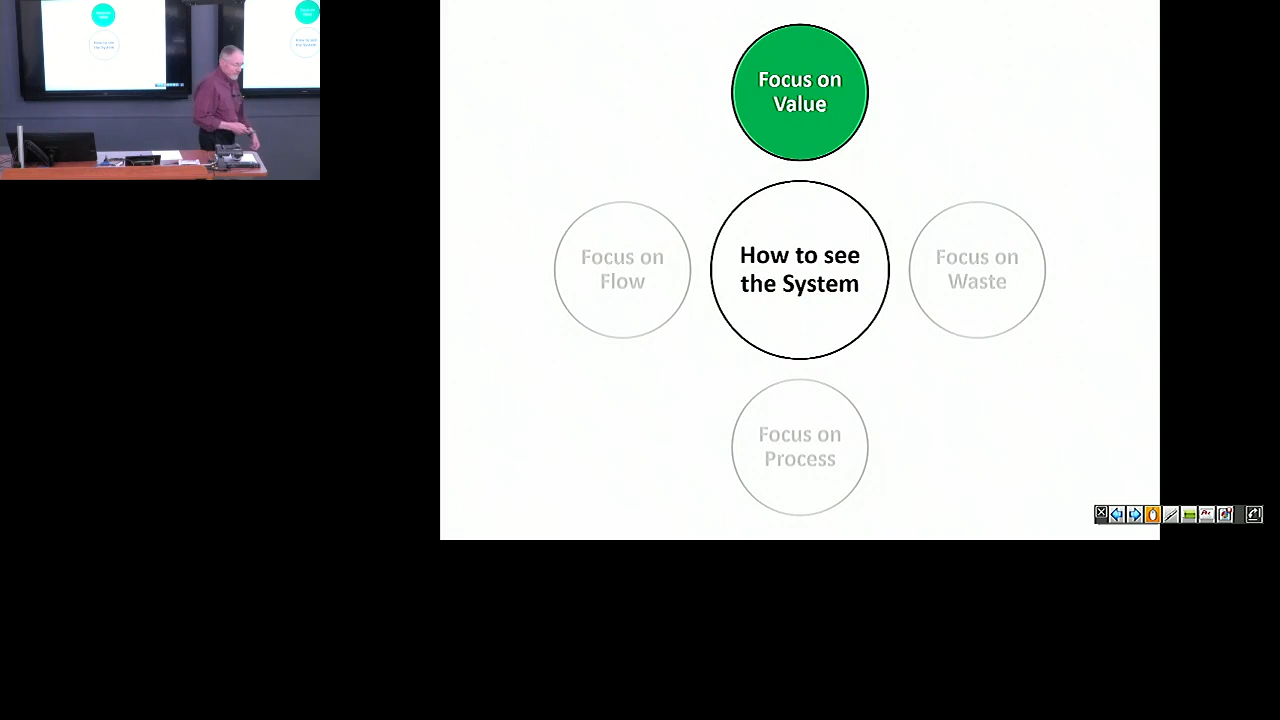 Focus on
Value
Focus on
Flow
How to see
the System
Focus on
Waste
Focus on
Process